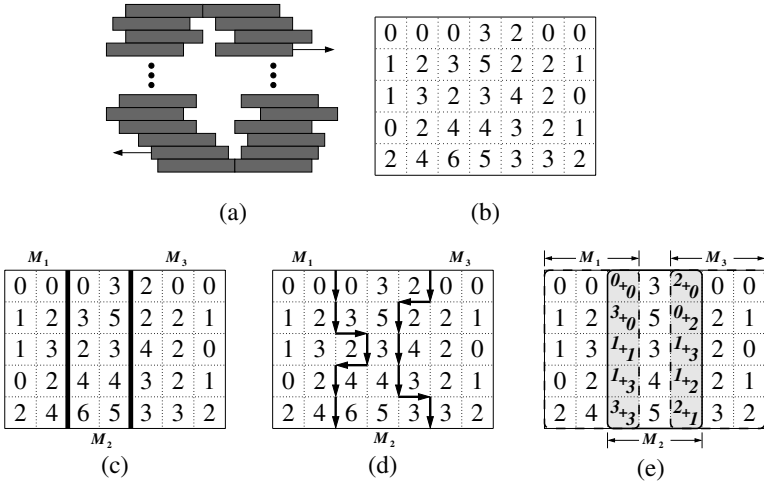 0 0 0 3 2 0 0
1 2 3 5 2 2 1
1 3 2 3 4 2 0
0 2 4 4 3 2 1
2 4 6 5 3 3 2
(a)
(b)
M1 M3
0 0 0 3 2 0 0
1 2 3 5 2 2 1
1 3 2 3 4 2 0
0 2 4 4 3 2 1
2 4 6 5 3 3 2
M2
(c)
M1 M3
0 0 0 3 2 0 0
1 2 3 5 2 2 1
1 3 2 3 4 2 0
0 2 4 4 3 2 1
2 4 6 5 3 3 2
M2
(d)
M1 M3
0 0 0+0 3 2+0 0 0
1 2 3+0 5 0+2 2 1
1 3 1+1 3 1+3 2 0
0 2 1+3 4 1+2 2 1
2 4 3+3 5 2+1 3 2
M2
(e)